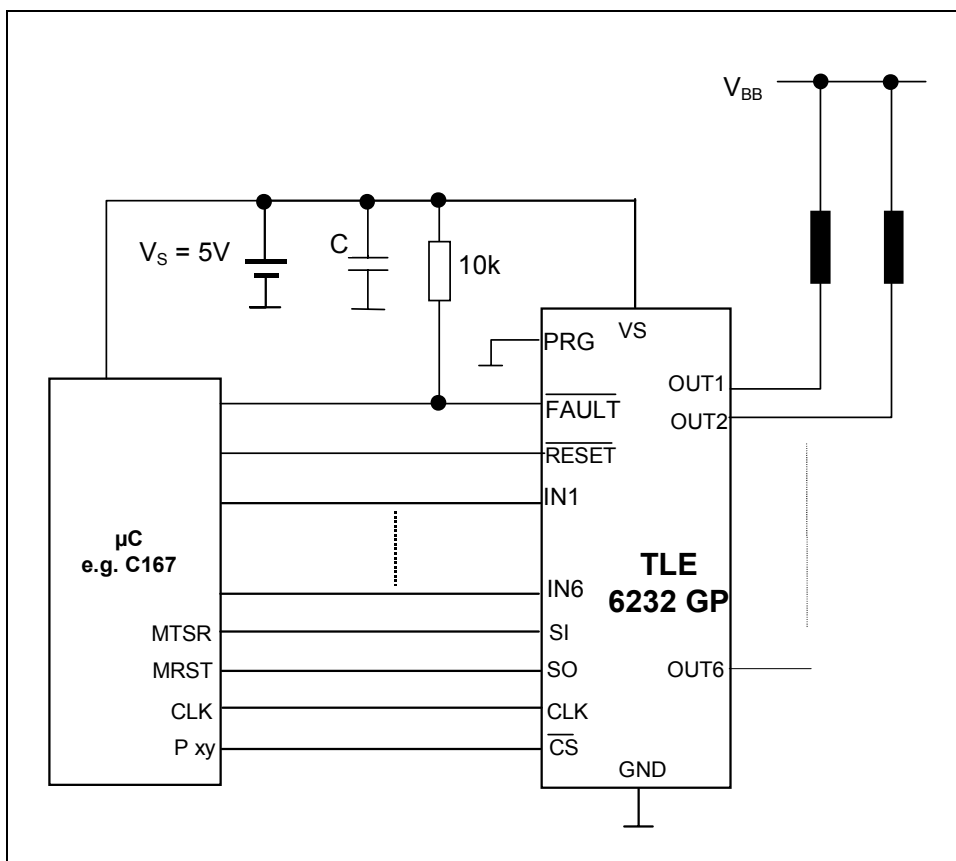 V_BB
V_S = 5V
C
10k
PRG
VS
FAULT
RESET
IN1
IN6
SI
SO
CLK
CS
GND
OUT1
OUT2
OUT6
TLE
6232 GP
µC
e.g. C167
MTSR
MRST
CLK
P xy